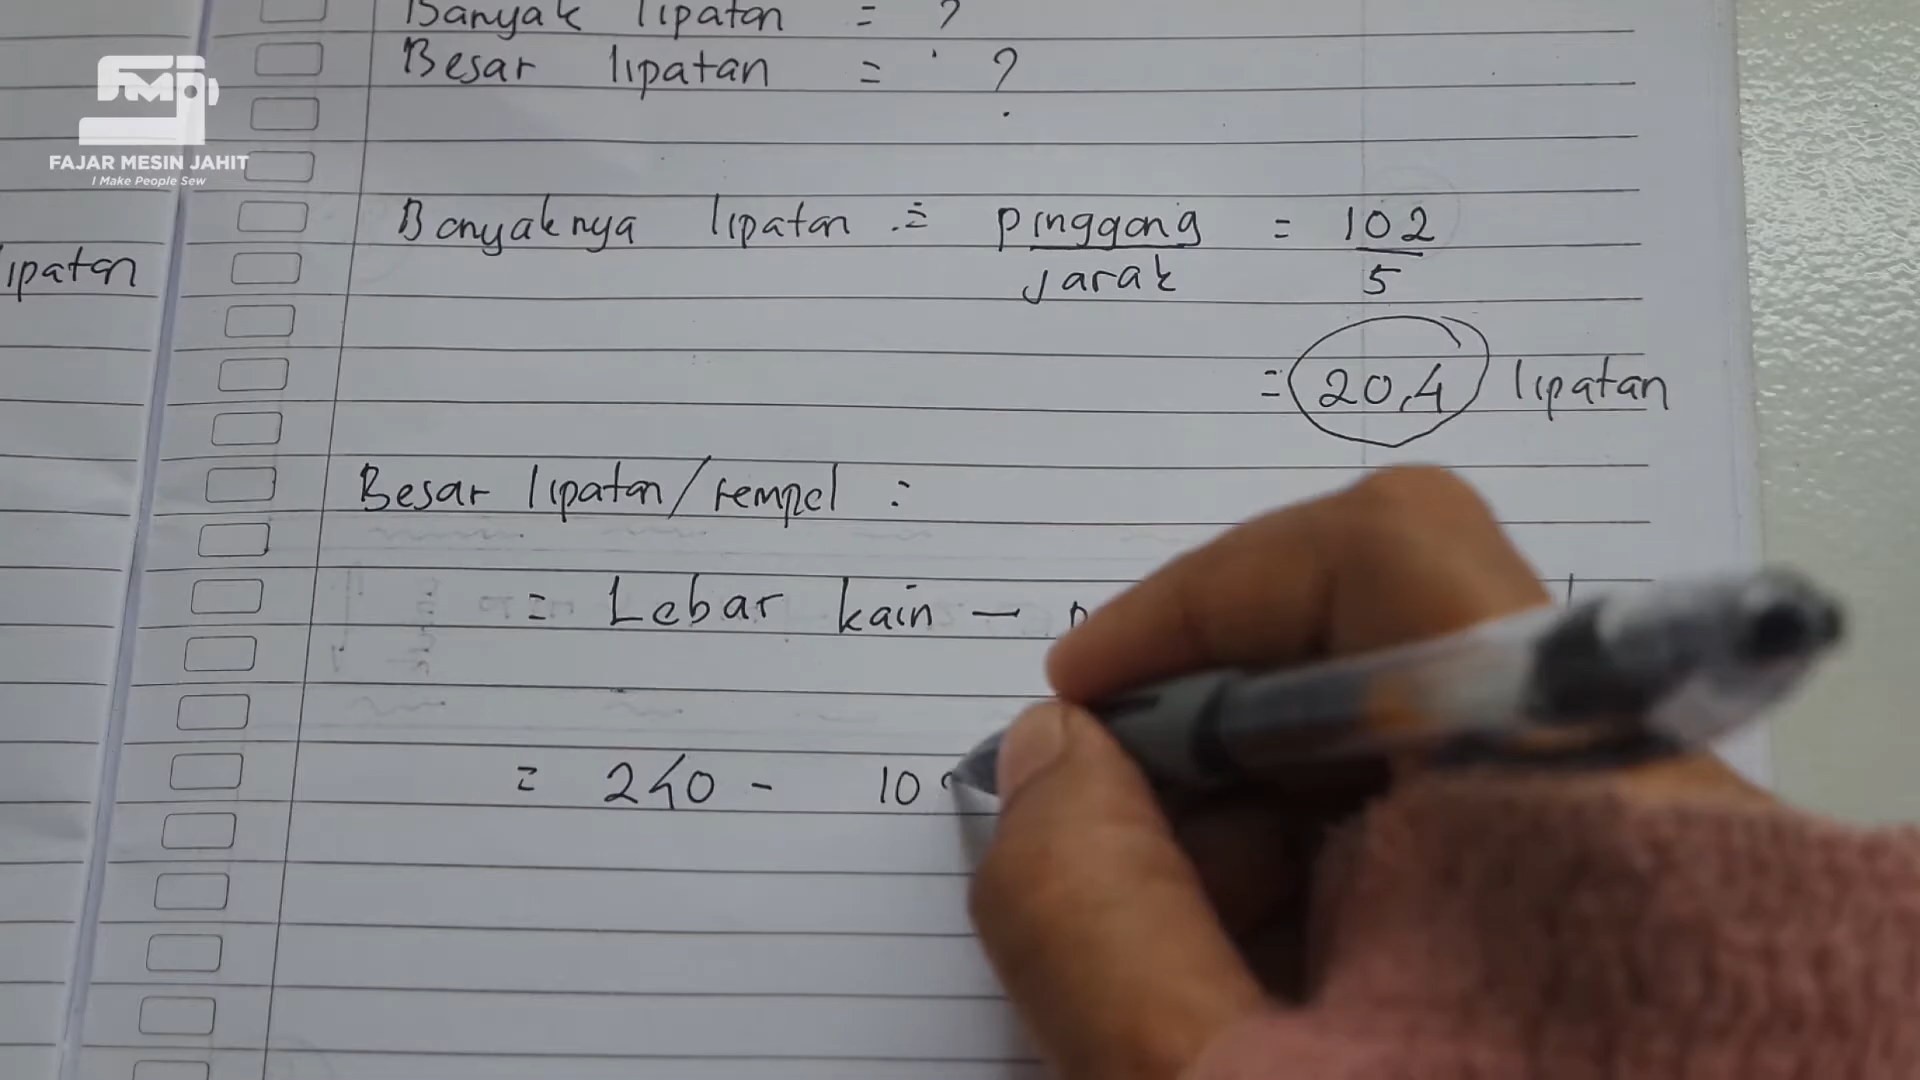 Banyak lipatan = ?
Besar lipatan = ?
FAJAR MESIN JAHIT
I Make People Sew
Banyaknya lipatan = pinggang = 102
jarak 5
lipatan
= 20,4 lipatan
Besar lipatan/rempel :
= Lebar kain -
= 240 - 10